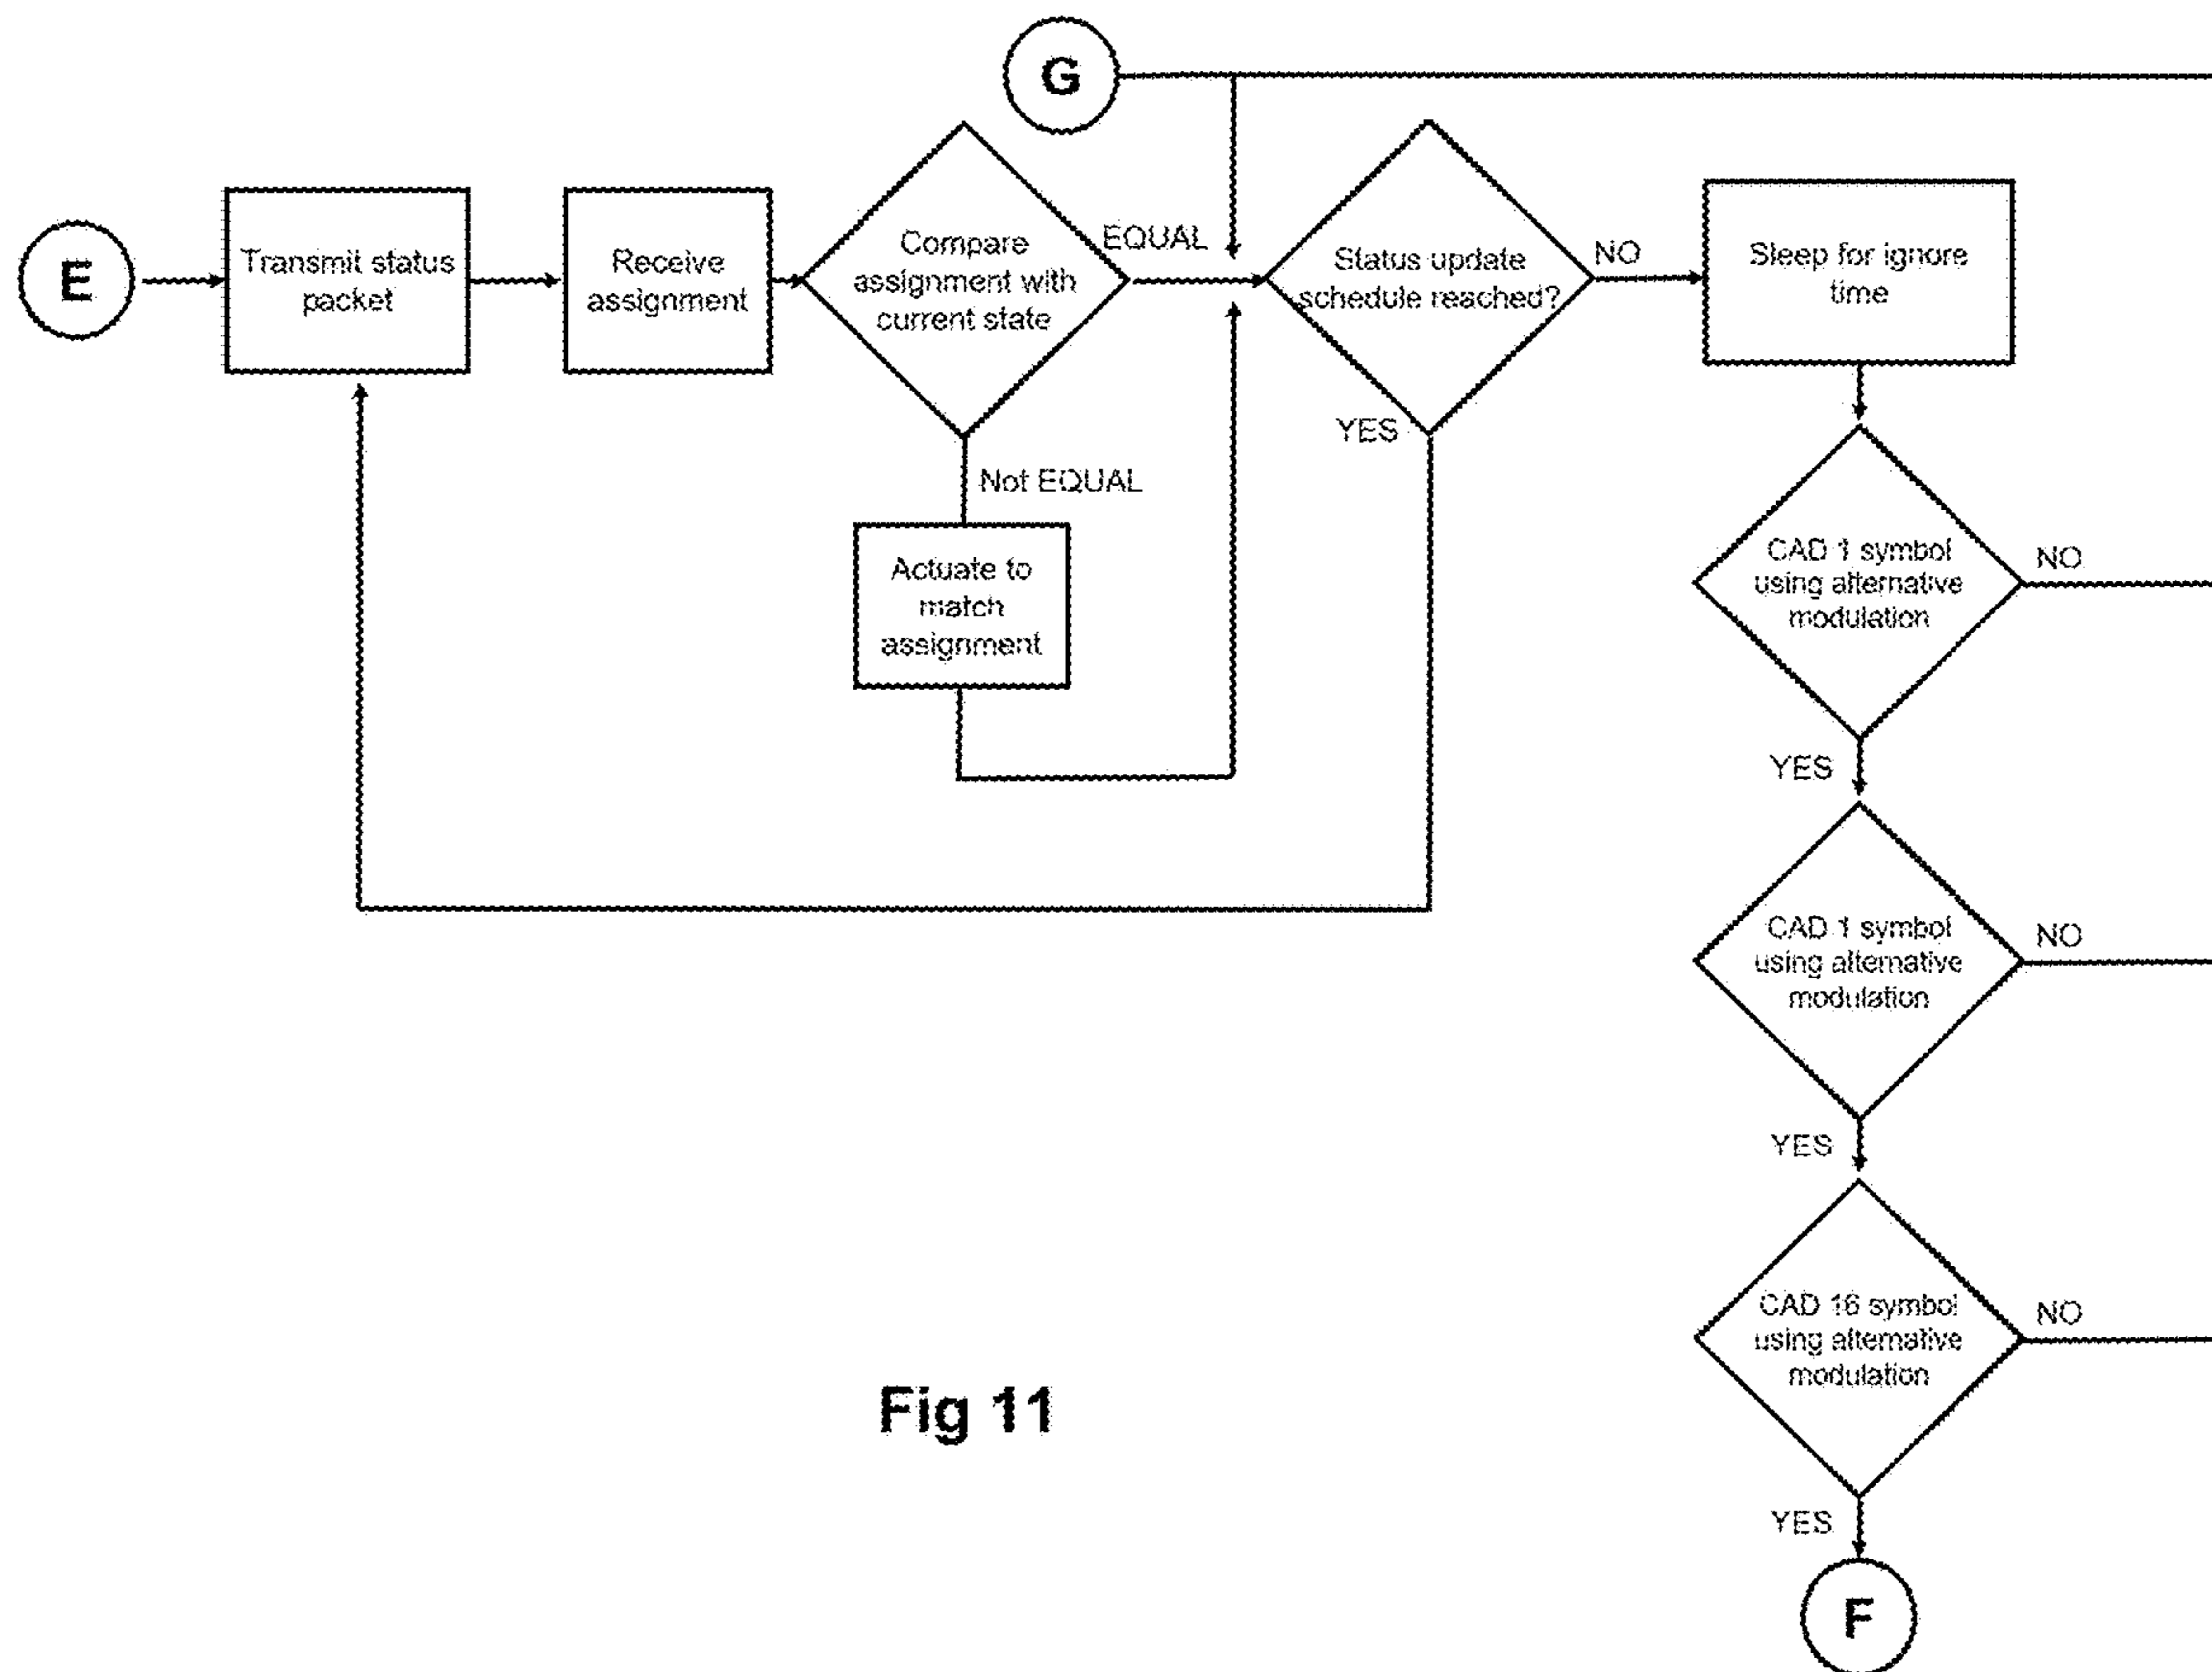 G
E
Transmit status
packet
Receive
assignment
Compare
assignment with
current state
EQUAL
Not EQUAL
Actuate to
match
assignment
Status update
schedule reached?
NO
YES
Sleep for ignore
time
CAD 1 symbol
using alternative
modulation
NO
YES
CAD 1 symbol
using alternative
modulation
NO
YES
CAD 16 symbol
using alternative
modulation
NO
YES
F
Fig 11